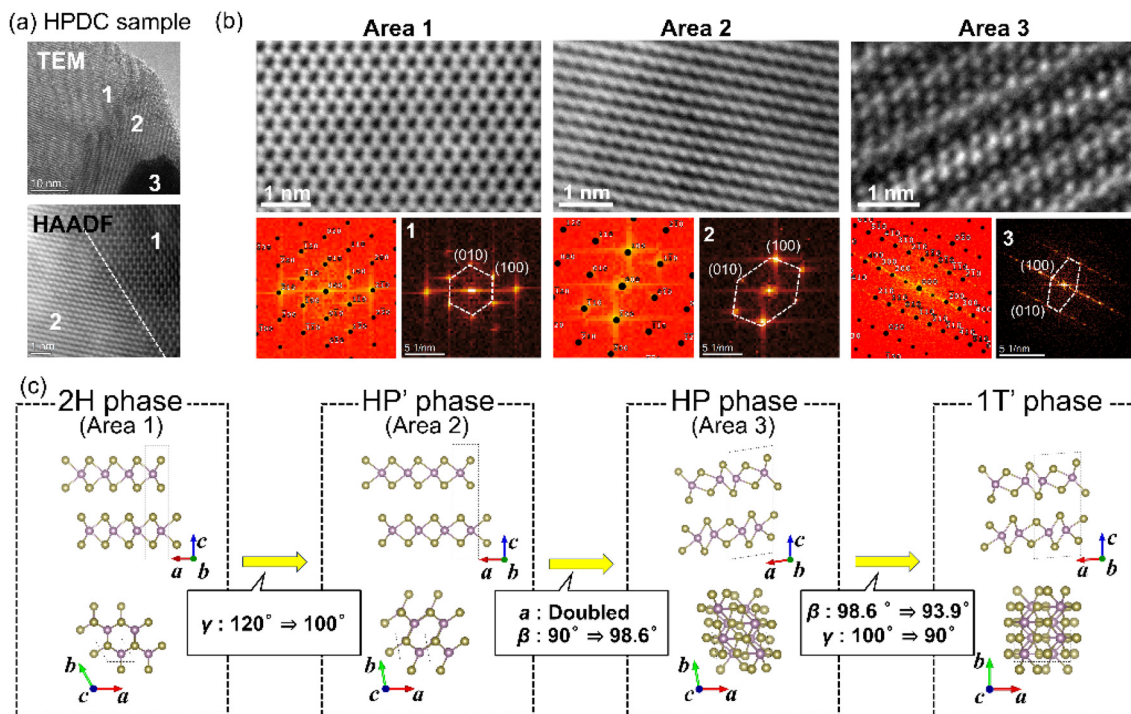 (a) HPDC sample
TEM
1
2
3
10 nm
HAADF
1
2
1 nm
(b)
Area 1
Area 2
Area 3
1 nm
1 nm
1 nm
1
(010)
(100)
5 1/nm
2
(010)
(100)
5 1/nm
3
(100)
(010)
5 1/nm
(c)
2H phase
(Area 1)
HP' phase
(Area 2)
HP phase
(Area 3)
1T' phase
c
a
b
c
a
b
c
a
b
c
a
b
γ : 120° ⇒ 100°
a : Doubled
β : 90° ⇒ 98.6°
β : 98.6° ⇒ 93.9°
γ : 100° ⇒ 90°
b
c
a
b
c
a
b
c
a
b
c
a